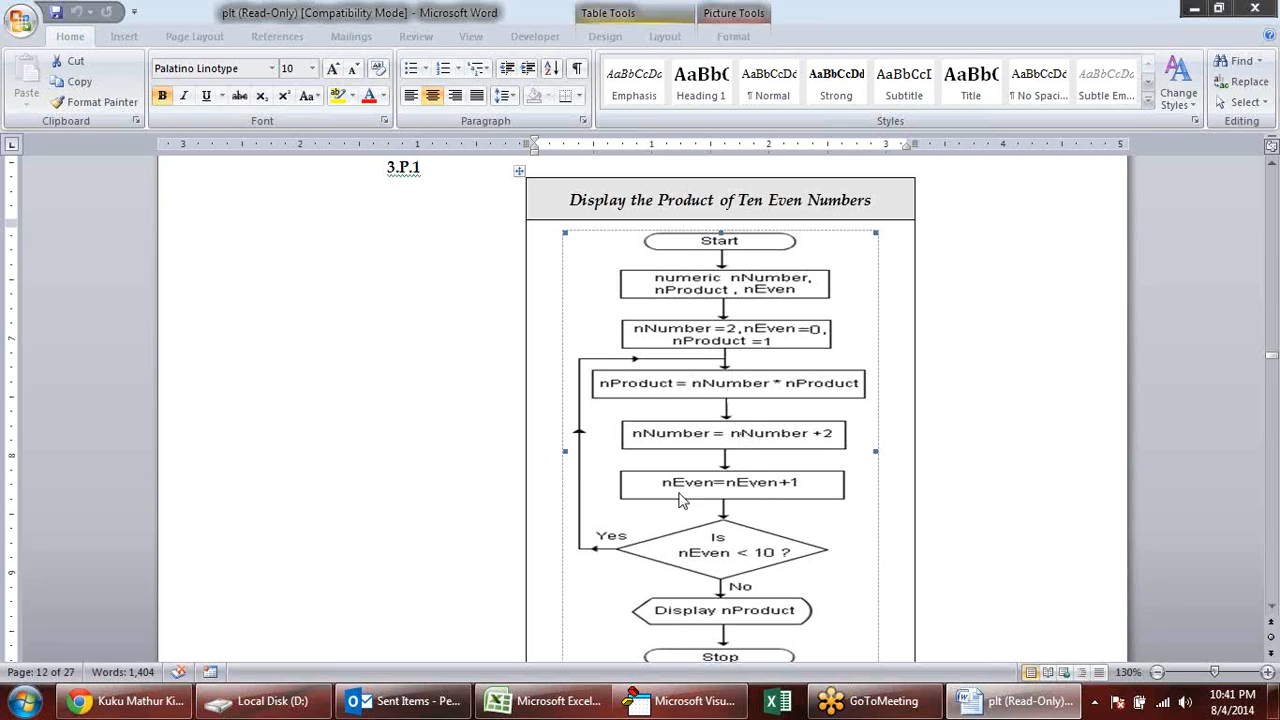 plt (Read-Only) [Compatibility Mode] - Microsoft Word
Table Tools
Picture Tools
Home
Insert
Page Layout
References
Mailings
Review
View
Developer
Design
Layout
Format
Cut
Copy
Paste
Format Painter
Clipboard
Palatino Linotype
10
Font
Paragraph
AaBbCcDc
Emphasis
AaBbC
Heading 1
AaBbCcDc
¶ Normal
AaBbCcDd
Strong
AaBbCcI
Subtitle
AaBbC
Title
AaBbCcDc
¶ No Spaci...
AaBbCcDc
Subtle Em...
Change
Styles
Styles
Find
Replace
Select
Editing
3.P.1
Display the Product of Ten Even Numbers
Start
numeric nNumber,
nProduct , nEven
nNumber =2,nEven =0,
nProduct =1
nProduct = nNumber * nProduct
nNumber = nNumber +2
nEven=nEven+1
Yes
Is
nEven < 10 ?
No
Display nProduct
Stop
Page: 12 of 27
Words: 1,404
130%
Kuku Mathur Ki...
Local Disk (D:)
Sent Items - Pe...
Microsoft Excel...
Microsoft Visu...
GoToMeeting
plt (Read-Only)...
10:41 PM
8/4/2014